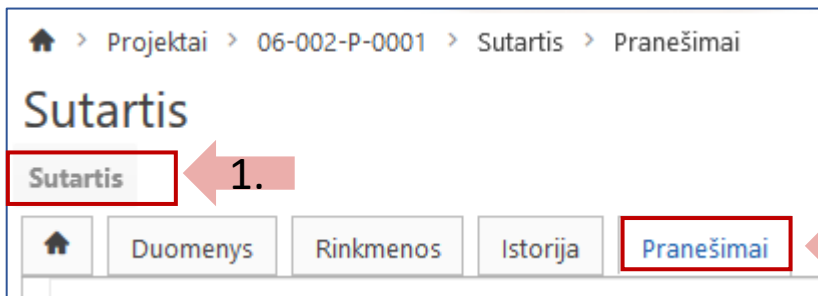 > Projektai > 06-002-P-0001 > Sutartis > Pranešimai
Sutartis
Sutartis 1.
Duomenys Rinkmenos Istorija Pranešimai